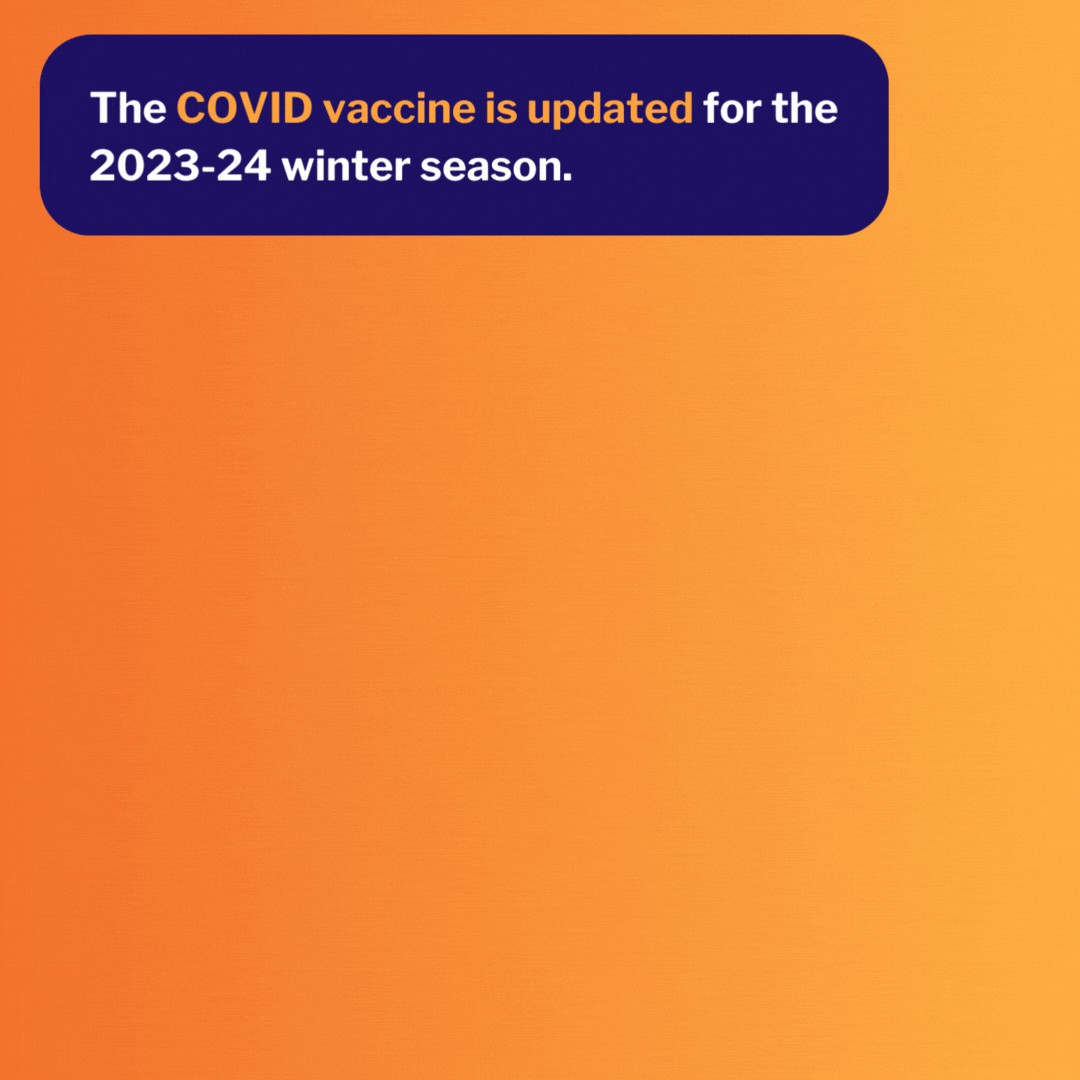 The COVID vaccine is updated for the
2023-24 winter season.